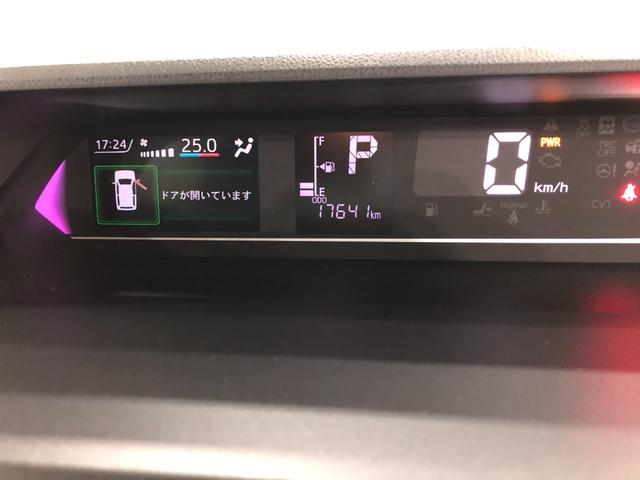 17:24 25.0
ドアが開いています
F
P
E
ODO
17641km
0
km/h
PWR
TRC
OFF
PASSENGER
CVT